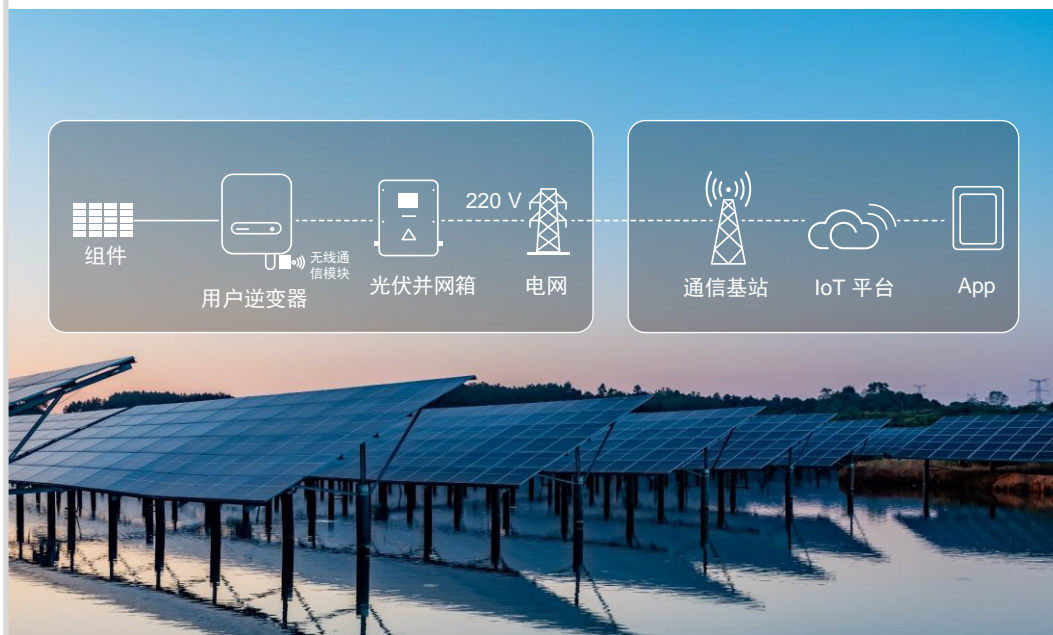 220 V
组件
无线通
信模块
用户逆变器
光伏并网箱
电网
通信基站
IoT 平台
App